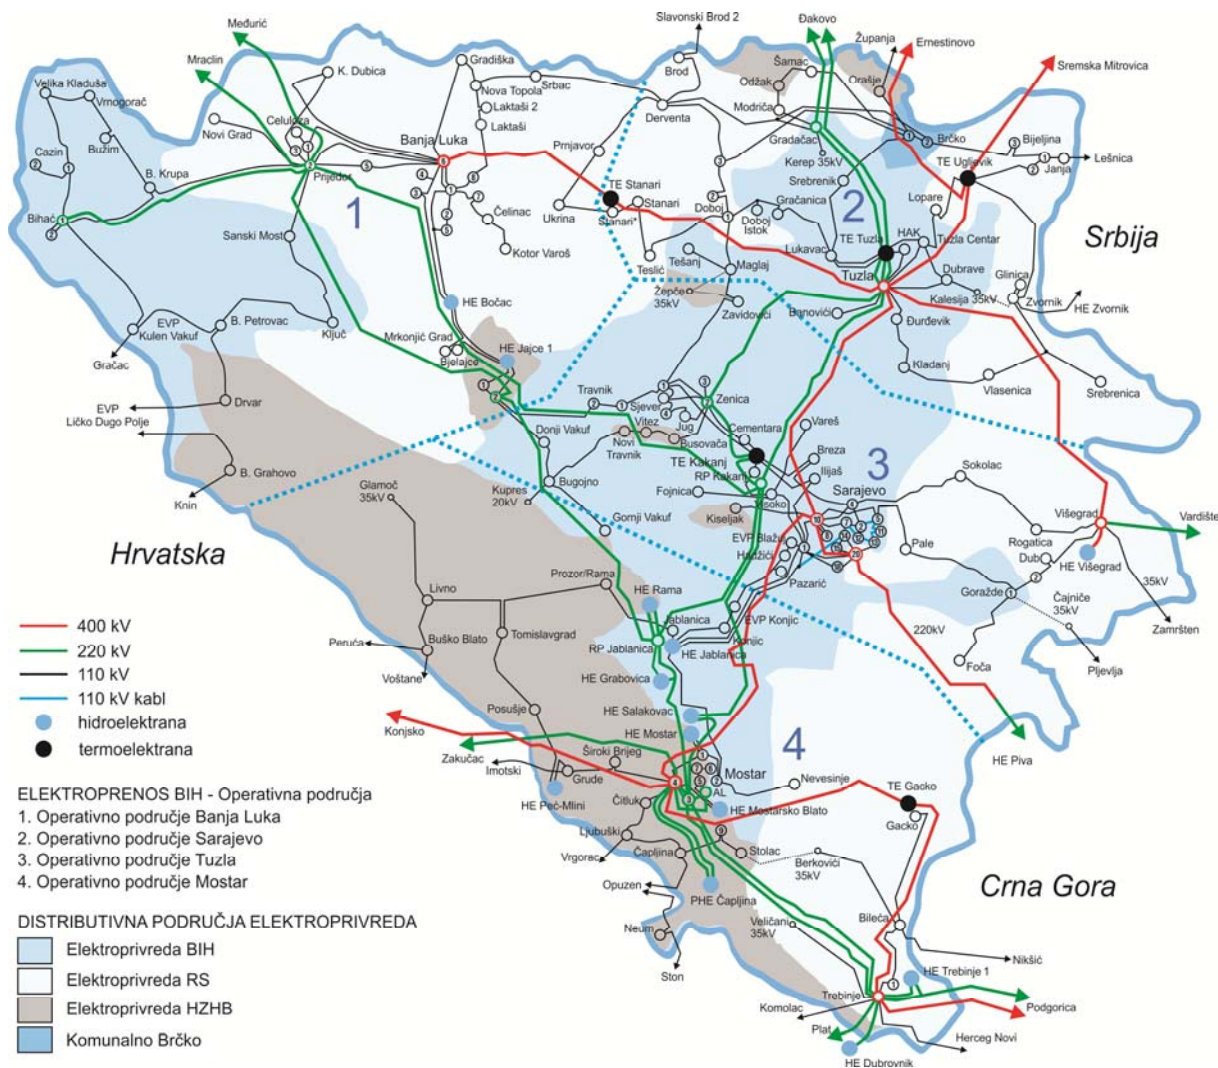 Slavonski Brod 2
Đakovo
Međurić
Županja
Ernestinovo
Mraclin
Gradiška
Brod
Šamac
Sremska Mitrovica
K. Dubica
Nova Topola
Srbac
Odžak
Orašje
Velika Kladuša
Vrnograč
Laktaši 2
Modriča
Novi Grad
Celuloza
Laktaši
Derventa
Gradačac
Brčko
Bijeljina
Cazin
Bužim
Banja Luka
Prnjavor
Kerep 35kV
TE Ugljevik
Janja
Lešnica
B. Krupa
Prijedor
TE Stanari
Srebrenik
Bihać
1
Čelinac
Ukrina
Stanari
Stanari*
Doboj
Gračanica
2
Lopare
Doboj
Istok
Sanski Most
Kotor Varoš
Lukavac
TE Tuzla
HAK
Tuzla Centar
Srbija
Teslić
Tešanj
Maglaj
Tuzla
Dubrave
Glinica
Žepče
35kV
Kalesija 35kV
Zvornik
HE Zvornik
HE Bočac
Zavidovići
Banovići
Đurđevik
EVP
Kulen Vakuf
B. Petrovac
Ključ
Mrkonjić Grad
Bjelajce
HE Jajce 1
Kladanj
Gračac
Vlasenica
Srebrenica
Travnik
Sjever
Zenica
Drvar
EVP
Ličko Dugo Polje
Donji Vakuf
Novi
Travnik
Vitez
Jug
Busovača
Cementara
Vareš
TE Kakanj
Breza
3
Sokolac
B. Grahovo
Knin
Glamoč
35kV
Kupres
20kV
Bugojno
RP Kakanj
Ilijaš
Fojnica
Visoko
Sarajevo
Kiseljak
Višegrad
Vardište
Gornji Vakuf
EVP Blažuj
Hadžići
Rogatica
Hrvatska
Pale
Dub
HE Višegrad
Pazarić
Prozor/Rama
Goražde
Čajniče
35kV
35kV
Livno
HE Rama
Jablanica
EVP Konjic
220kV
Zamršten
400 kV
Buško Blato
Tomislavgrad
Konjic
220 kV
Peruća
RP Jablanica
HE Jablanica
Foča
Pljevlja
110 kV
Voštane
HE Grabovica
110 kV kabl
hidroelektrana
Posušje
HE Salakovac
termoelektrana
Konjsko
HE Mostar
4
Zakučac
Široki Brijeg
HE Piva
Imotski
Grude
Mostar
Nevesinje
TE Gacko
ELEKTROPRENOS BIH - Operativna područja
1. Operativno područje Banja Luka
2. Operativno područje Sarajevo
3. Operativno područje Tuzla
4. Operativno područje Mostar
HE Peć-Mlini
Čitluk
AL
HE Mostarsko Blato
Gacko
Ljubuški
Vrgorac
Čapljina
Stolac
Berkovići
35kV
Crna Gora
Opuzen
PHE Čapljina
Bileća
DISTRIBUTIVNA PODRUČJA ELEKTROPRIVREDA
Elektroprivreda BIH
Elektroprivreda RS
Elektroprivreda HZHB
Komunalno Brčko
Neum
Veličani
35kV
Ston
Nikšić
HE Trebinje 1
Trebinje
Komolac
Podgorica
Plat
Herceg Novi
HE Dubrovnik